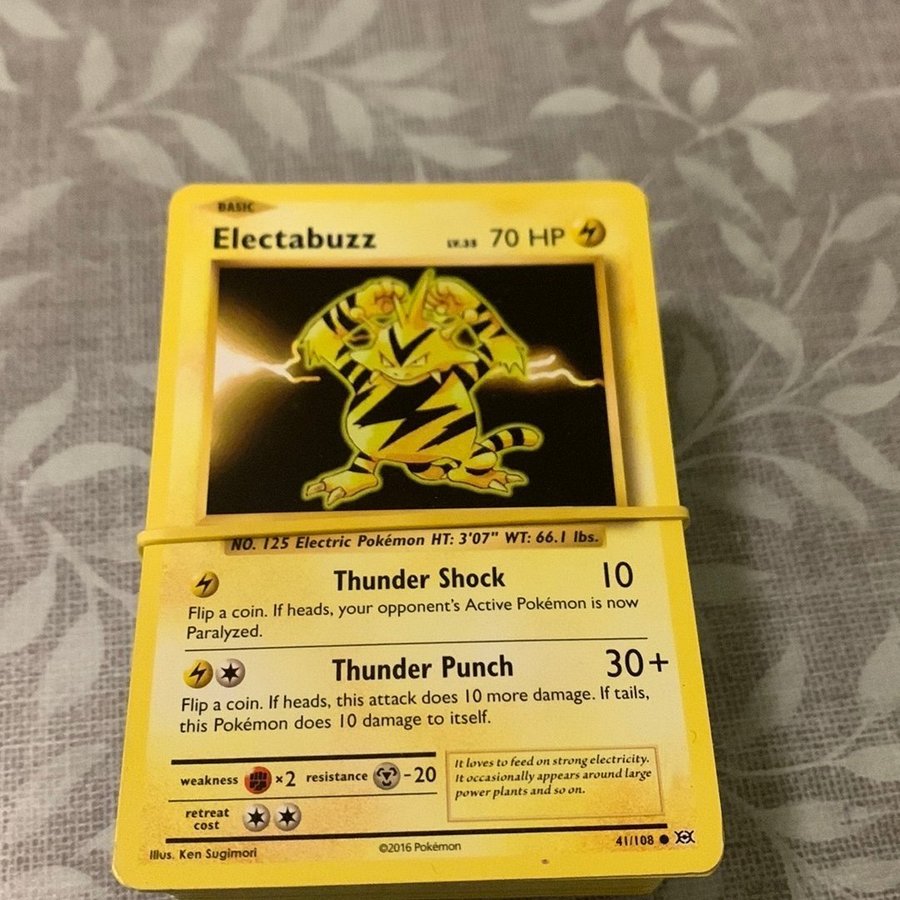 BASIC
Electabuzz LV.35 70 HP
NO. 125 Electric Pokémon HT: 3'07" WT: 66.1 lbs.
Thunder Shock 10
Flip a coin. If heads, your opponent's Active Pokémon is now
Paralyzed.
Thunder Punch 30+
Flip a coin. If heads, this attack does 10 more damage. If tails,
this Pokémon does 10 damage to itself.
weakness ×2 resistance -20
It loves to feed on strong electricity.
It occasionally appears around large
power plants and so on.
retreat
cost
41/108
Illus. Ken Sugimori ©2016 Pokémon